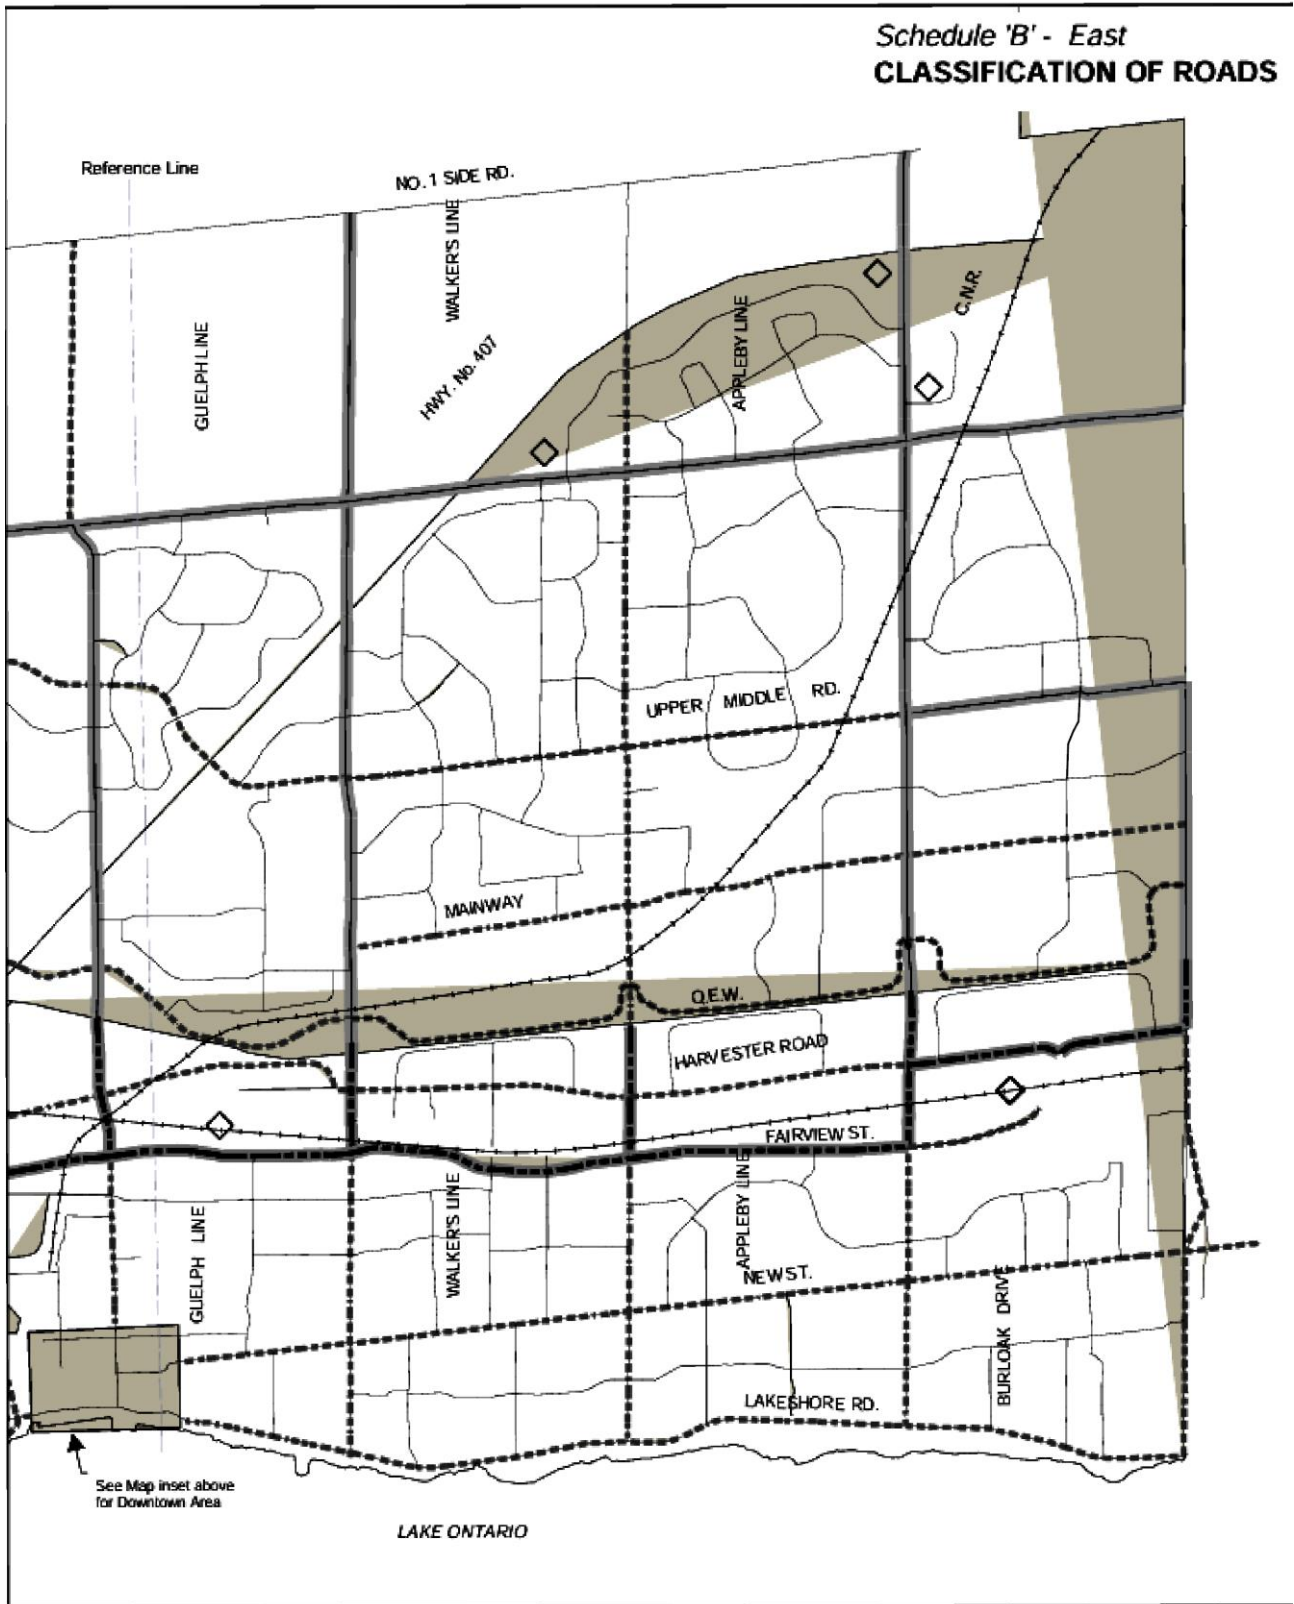 Schedule 'B' - East
CLASSIFICATION OF ROADS
Reference Line
NO. 1 SIDE RD.
WALKER'S LINE
GUELPH LINE
HWY. No. 407
APPLEBY LINE
C.N.R.
UPPER MIDDLE RD.
MAINWAY
Q.E.W.
HARVESTER ROAD
FAIRVIEW ST.
GUELPH LINE
WALKER'S LINE
APPLEBY LINE
NEW ST.
BURLOAK DRIVE
LAKESHORE RD.
See Map inset above
for Downtown Area
LAKE ONTARIO